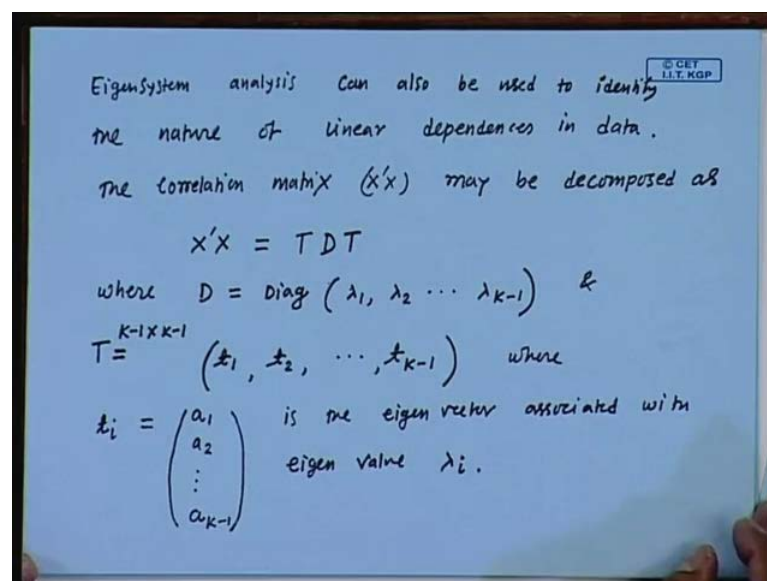 © CET
I.I.T. KGP
Eigensystem analysis can also be used to identify
the nature of linear dependences in data.
The correlation matrix (x'x) may be decomposed as
x'x = T D T
where D = Diag (λ1, λ2 ⋯ λK-1) &
T^{K-1×K-1} = (t1, t2, ⋯, tK-1) where
ti = (a1 a2 ⋮ aK-1) is the eigen vector associated with
eigen value λi.